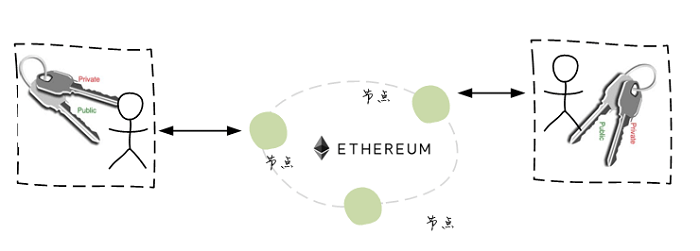 Private
Public
节点
节点
ETHEREUM
节点
Public
Private